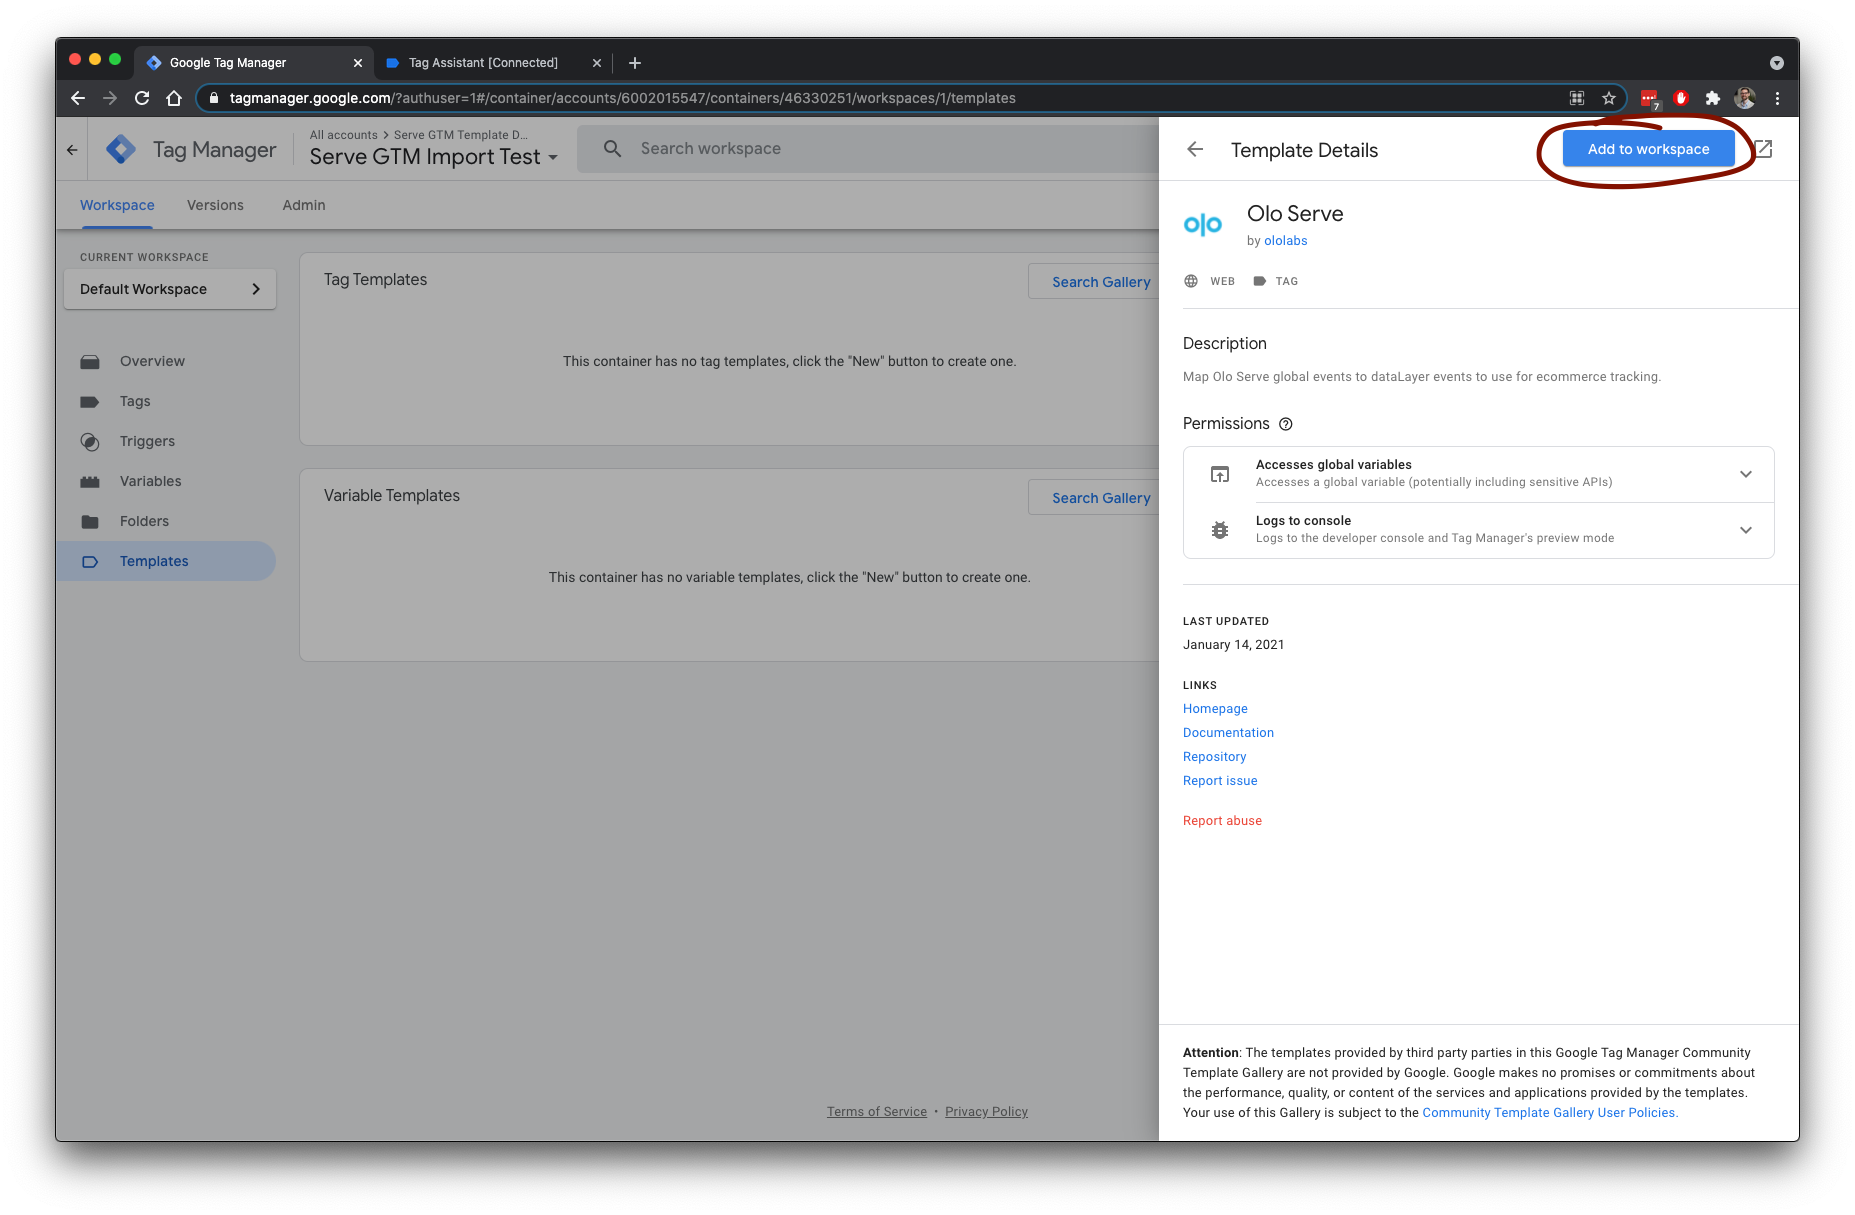 Google Tag Manager
Tag Assistant [Connected]
tagmanager.google.com/?authuser=1#/container/accounts/6002015547/containers/46330251/workspaces/1/templates
7
Tag Manager
All accounts > Serve GTM Template D...
Serve GTM Import Test
Search workspace
Workspace
Versions
Admin
CURRENT WORKSPACE
Default Workspace
Overview
Tags
Triggers
Variables
Folders
Templates
Tag Templates
Search Gallery
This container has no tag templates, click the "New" button to create one.
Variable Templates
Search Gallery
This container has no variable templates, click the "New" button to create one.
Terms of Service • Privacy Policy
Template Details
Add to workspace
olo
Olo Serve
by ololabs
WEB
TAG
Description
Map Olo Serve global events to dataLayer events to use for ecommerce tracking.
Permissions
Accesses global variables
Accesses a global variable (potentially including sensitive APIs)
Logs to console
Logs to the developer console and Tag Manager's preview mode
LAST UPDATED
January 14, 2021
LINKS
Homepage
Documentation
Repository
Report issue
Report abuse
Attention: The templates provided by third party parties in this Google Tag Manager Community
Template Gallery are not provided by Google. Google makes no promises or commitments about
the performance, quality, or content of the services and applications provided by the templates.
Your use of this Gallery is subject to the Community Template Gallery User Policies.